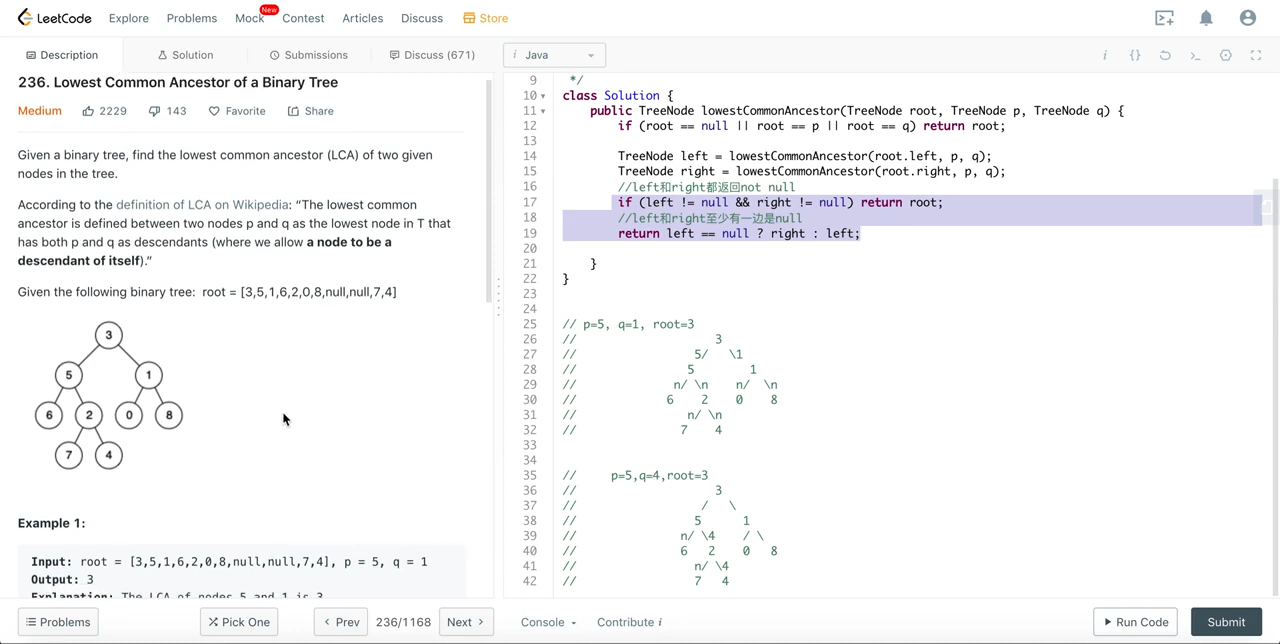 LeetCode Explore Problems Mock New Contest Articles Discuss Store
Description Solution Submissions Discuss (671)
236. Lowest Common Ancestor of a Binary Tree
Medium 2229 143 Favorite Share
Given a binary tree, find the lowest common ancestor (LCA) of two given
nodes in the tree.
According to the definition of LCA on Wikipedia: “The lowest common
ancestor is defined between two nodes p and q as the lowest node in T that
has both p and q as descendants (where we allow a node to be a
descendant of itself).”
Given the following binary tree:  root = [3,5,1,6,2,0,8,null,null,7,4]
3
5 1
6 2 0 8
7 4
Example 1:
Input: root = [3,5,1,6,2,0,8,null,null,7,4], p = 5, q = 1
Output: 3
Explanation: The LCA of nodes 5 and 1 is 3.
i Java
i {}
9 */
10 class Solution {
11 public TreeNode lowestCommonAncestor(TreeNode root, TreeNode p, TreeNode q) {
12 if (root == null || root == p || root == q) return root;
13
14 TreeNode left = lowestCommonAncestor(root.left, p, q);
15 TreeNode right = lowestCommonAncestor(root.right, p, q);
16 //left和right都返回not null
17 if (left != null && right != null) return root;
18 //left和right至少有一边是null
19 return left == null ? right : left;
20
21 }
22 }
23
24
25 // p=5, q=1, root=3
26 // 3
27 // 5/ \1
28 // 5 1
29 // n/ \n n/ \n
30 // 6 2 0 8
31 // n/ \n
32 // 7 4
33
34
35 // p=5,q=4,root=3
36 // 3
37 // / \
38 // 5 1
39 // n/ \4 / \
40 // 6 2 0 8
41 // n/ \4
42 // 7 4
Problems Pick One Prev 236/1168 Next Console Contribute i Run Code Submit